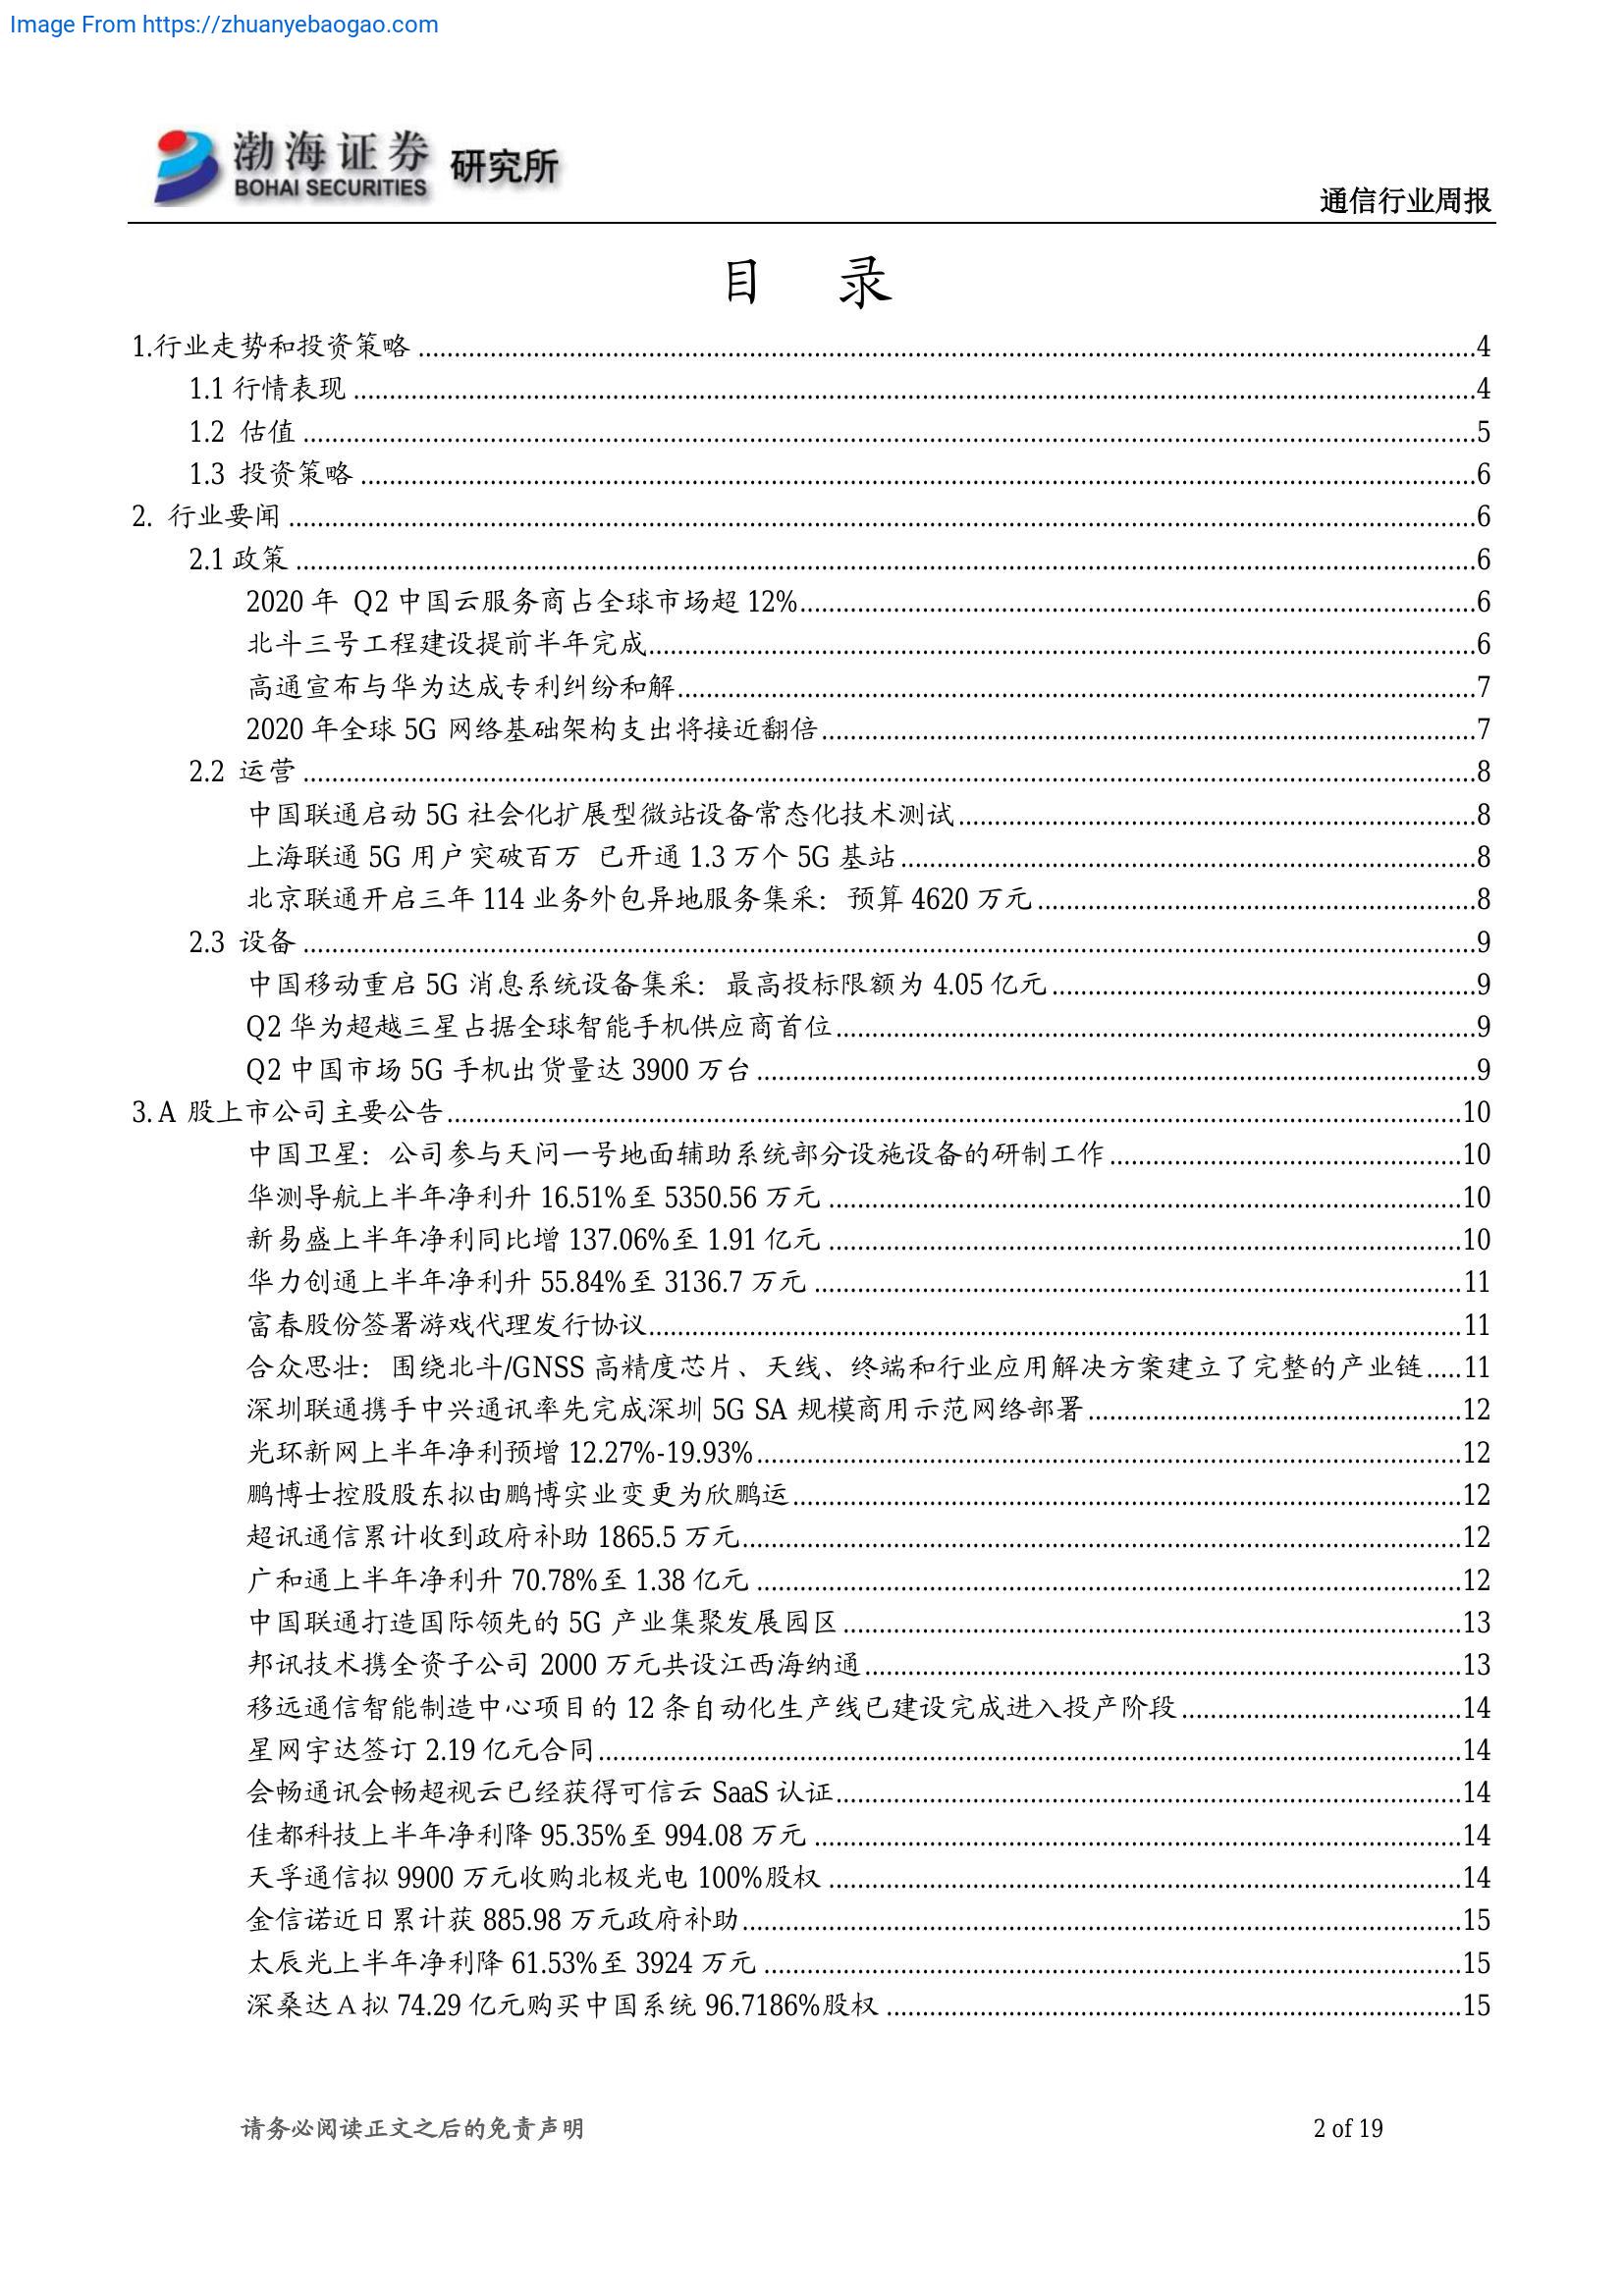 Image From https://zhuanyebaogao.com
渤海证券 研究所
BOHAI SECURITIES
通信行业周报
目 录
1.行业走势和投资策略 ........ 4
1.1 行情表现 ........ 4
1.2 估值 ........ 5
1.3 投资策略 ........ 6
2. 行业要闻 ........ 6
2.1 政策 ........ 6
2020 年 Q2 中国云服务商占全球市场超 12% ........ 6
北斗三号工程建设提前半年完成 ........ 6
高通宣布与华为达成专利纠纷和解 ........ 7
2020 年全球 5G 网络基础架构支出将接近翻倍 ........ 7
2.2 运营 ........ 8
中国联通启动 5G 社会化扩展型微站设备常态化技术测试 ........ 8
上海联通 5G 用户突破百万 已开通 1.3 万个 5G 基站 ........ 8
北京联通开启三年 114 业务外包异地服务集采：预算 4620 万元 ........ 8
2.3 设备 ........ 9
中国移动重启 5G 消息系统设备集采：最高投标限额为 4.05 亿元 ........ 9
Q2 华为超越三星占据全球智能手机供应商首位 ........ 9
Q2 中国市场 5G 手机出货量达 3900 万台 ........ 9
3. A 股上市公司主要公告 ........ 10
中国卫星：公司参与天问一号地面辅助系统部分设施设备的研制工作 ........ 10
华测导航上半年净利升 16.51%至 5350.56 万元 ........ 10
新易盛上半年净利同比增 137.06%至 1.91 亿元 ........ 10
华力创通上半年净利升 55.84%至 3136.7 万元 ........ 11
富春股份签署游戏代理发行协议 ........ 11
合众思壮：围绕北斗/GNSS 高精度芯片、天线、终端和行业应用解决方案建立了完整的产业链 ..... 11
深圳联通携手中兴通讯率先完成深圳 5G SA 规模商用示范网络部署 ........ 12
光环新网上半年净利预增 12.27%-19.93% ........ 12
鹏博士控股股东拟由鹏博实业变更为欣鹏运 ........ 12
超讯通信累计收到政府补助 1865.5 万元 ........ 12
广和通上半年净利升 70.78%至 1.38 亿元 ........ 12
中国联通打造国际领先的 5G 产业集聚发展园区 ........ 13
邦讯技术携全资子公司 2000 万元共设江西海纳通 ........ 13
移远通信智能制造中心项目的 12 条自动化生产线已建设完成进入投产阶段 ........ 14
星网宇达签订 2.19 亿元合同 ........ 14
会畅通讯会畅超视云已经获得可信云 SaaS 认证 ........ 14
佳都科技上半年净利降 95.35%至 994.08 万元 ........ 14
天孚通信拟 9900 万元收购北极光电 100%股权 ........ 14
金信诺近日累计获 885.98 万元政府补助 ........ 15
太辰光上半年净利降 61.53%至 3924 万元 ........ 15
深桑达Ａ拟 74.29 亿元购买中国系统 96.7186%股权 ........ 15
请务必阅读正文之后的免责声明
2 of 19